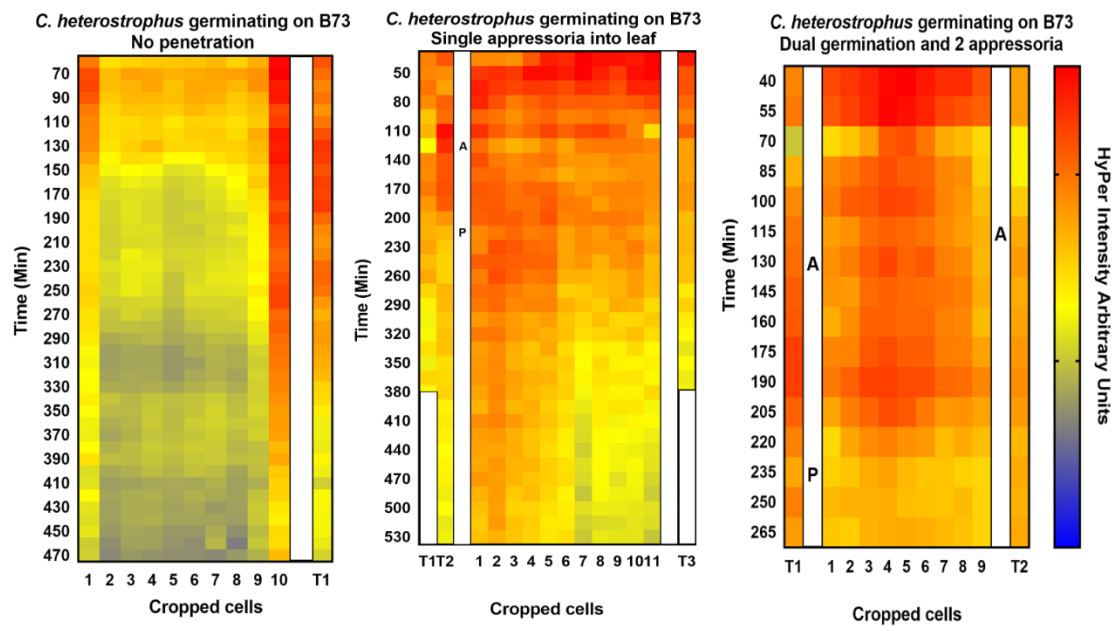 C. heterostrophus germinating on B73
No penetration
Time (Min)
70
90
110
130
150
170
190
210
230
250
270
290
310
330
350
370
390
410
430
450
470
1 2 3 4 5 6 7 8 9 10 T1
Cropped cells
C. heterostrophus germinating on B73
Single appressoria into leaf
Time (Min)
50
80
110
140
170
200
230
260
290
320
350
380
410
440
470
500
530
A
P
T1T2 1 2 3 4 5 6 7 8 9 1011 T3
Cropped cells
C. heterostrophus germinating on B73
Dual germination and 2 appressoria
Time (Min)
40
55
70
85
100
115
130
145
160
175
190
205
220
235
250
265
A
A
P
T1 1 2 3 4 5 6 7 8 9 T2
Cropped cells
HyPer Intensity Arbitrary Units